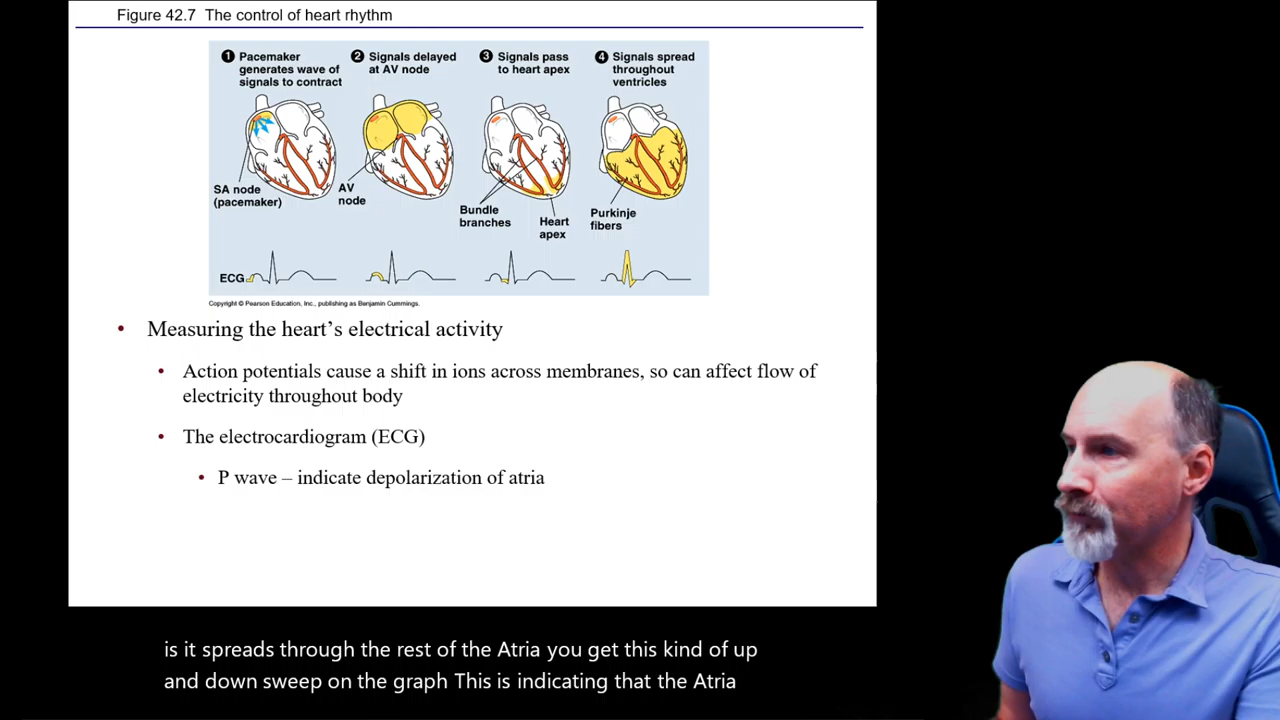 Figure 42.7 The control of heart rhythm
1 Pacemaker
generates wave of
signals to contract
2 Signals delayed
at AV node
3 Signals pass
to heart apex
4 Signals spread
throughout
ventricles
SA node
(pacemaker)
AV
node
Bundle
branches
Heart
apex
Purkinje
fibers
ECG
Copyright © Pearson Education, Inc., publishing as Benjamin Cummings.
• Measuring the heart’s electrical activity
• Action potentials cause a shift in ions across membranes, so can affect flow of
electricity throughout body
• The electrocardiogram (ECG)
• P wave – indicate depolarization of atria
is it spreads through the rest of the Atria you get this kind of up
and down sweep on the graph This is indicating that the Atria